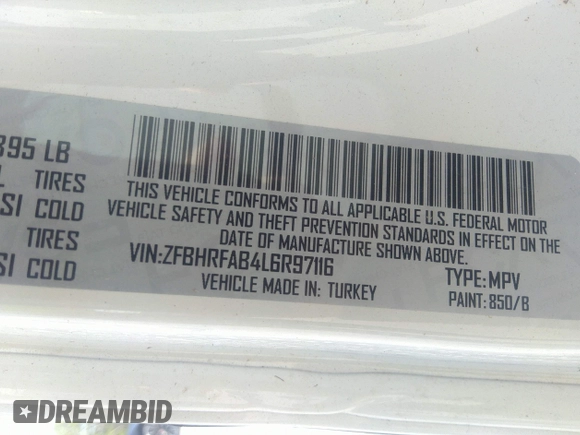 395 LB
TIRES
SI COLD
TIRES
SI COLD
THIS VEHICLE CONFORMS TO ALL APPLICABLE U.S. FEDERAL MOTOR
VEHICLE SAFETY AND THEFT PREVENTION STANDARDS IN EFFECT ON THE
DATE OF MANUFACTURE SHOWN ABOVE.
VIN:ZFBHRFAB4L6R97116
TYPE:MPV
VEHICLE MADE IN: TURKEY
PAINT:850/B
DREAMBID